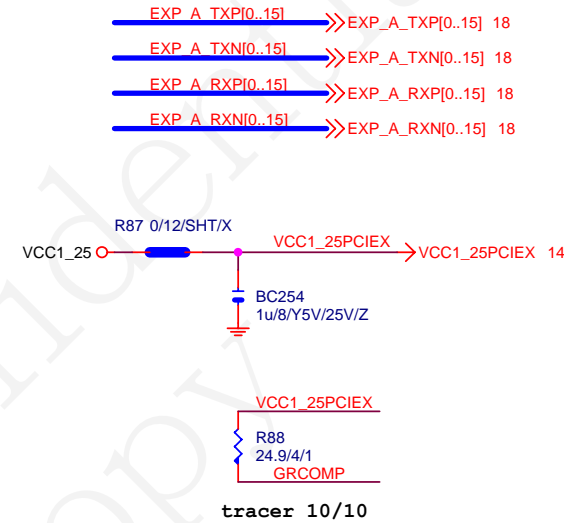 EXP_A_TXP[0..15] EXP_A_TXP[0..15] 18
EXP_A_TXN[0..15] EXP_A_TXN[0..15] 18
EXP_A_RXP[0..15] EXP_A_RXP[0..15] 18
EXP_A_RXN[0..15] EXP_A_RXN[0..15] 18
R87 0/12/SHT/X
VCC1_25 VCC1_25PCIEX VCC1_25PCIEX 14
BC254
1u/8/Y5V/25V/Z
VCC1_25PCIEX
R88
24.9/4/1
GRCOMP
tracer 10/10